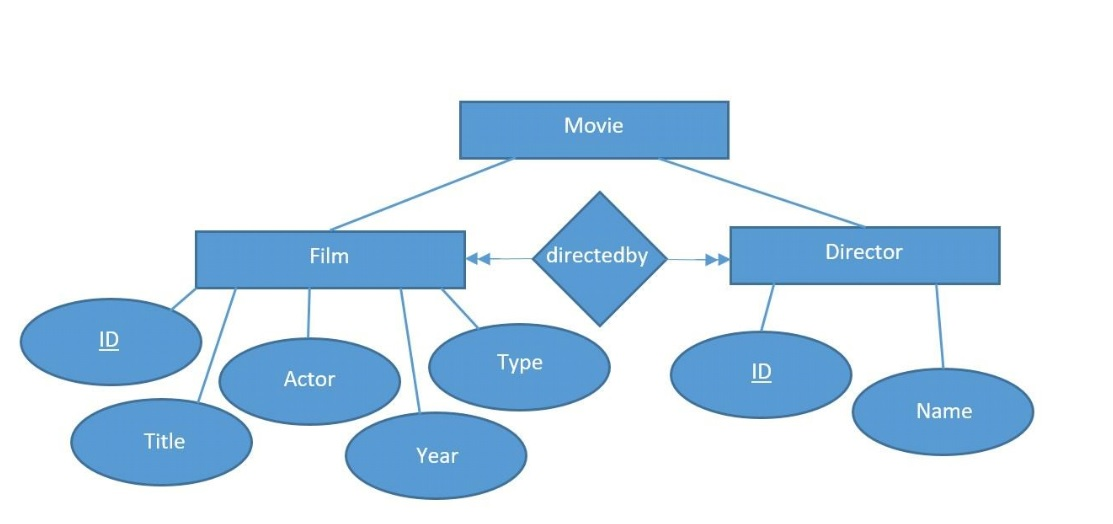 Movie
Film
directedby
Director
ID
Title
Actor
Year
Type
ID
Name